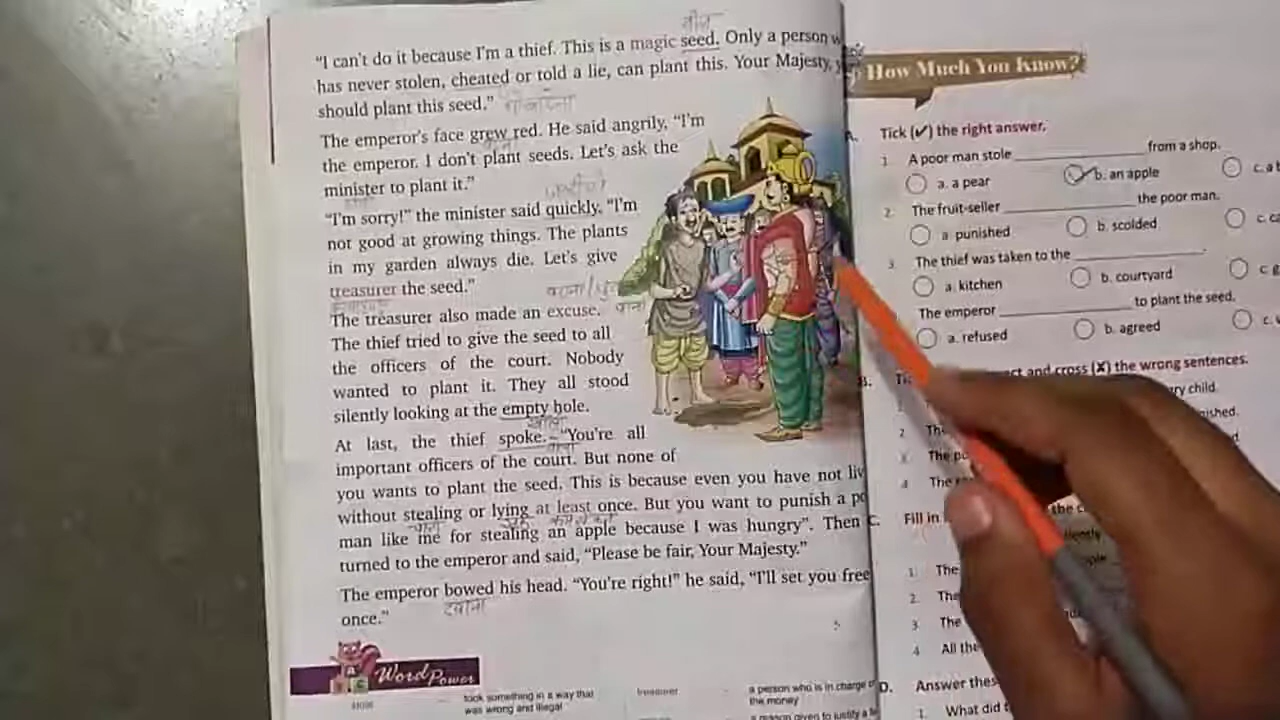 बीज
"I can't do it because I'm a thief. This is a magic seed. Only a person
has never stolen, cheated or told a lie, can plant this. Your Majesty,
should plant this seed."
The emperor's face grew red. He said angrily, "I'm
the emperor. I don't plant seeds. Let's ask the
minister to plant it."
"I'm sorry!" the minister said quickly. "I'm
not good at growing things. The plants
in my garden always die. Let's give
treasurer the seed."
The treasurer also made an excuse.
The thief tried to give the seed to all
the officers of the court. Nobody
wanted to plant it. They all stood
silently looking at the empty hole.
At last, the thief spoke. "You're all
important officers of the court. But none of
you wants to plant the seed. This is because even you have not liv
without stealing or lying at least once. But you want to punish a po
man like me for stealing an apple because I was hungry". Then
turned to the emperor and said, "Please be fair, Your Majesty."
The emperor bowed his head. "You're right!" he said, "I'll set you free
once."
Word Power
took something in a way that
was wrong and illegal
treasurer
a person who is in charge
the money
a reason given to justify a
How Much You Know?
A. Tick (✔) the right answer.
1. A poor man stole ____________ from a shop.
a. a pear b. an apple c. a
2. The fruit-seller ____________ the poor man.
a. punished b. scolded c.
3. The thief was taken to the ____________.
a. kitchen b. courtyard c. g
The emperor ____________ to plant the seed.
a. refused b. agreed c.
B. and cross (✗) the wrong sentences.
child.
2. The
3. The
4. The
C. Fill in
1. The
2. The
3. The
4. All the
D. Answer thes
1. What did